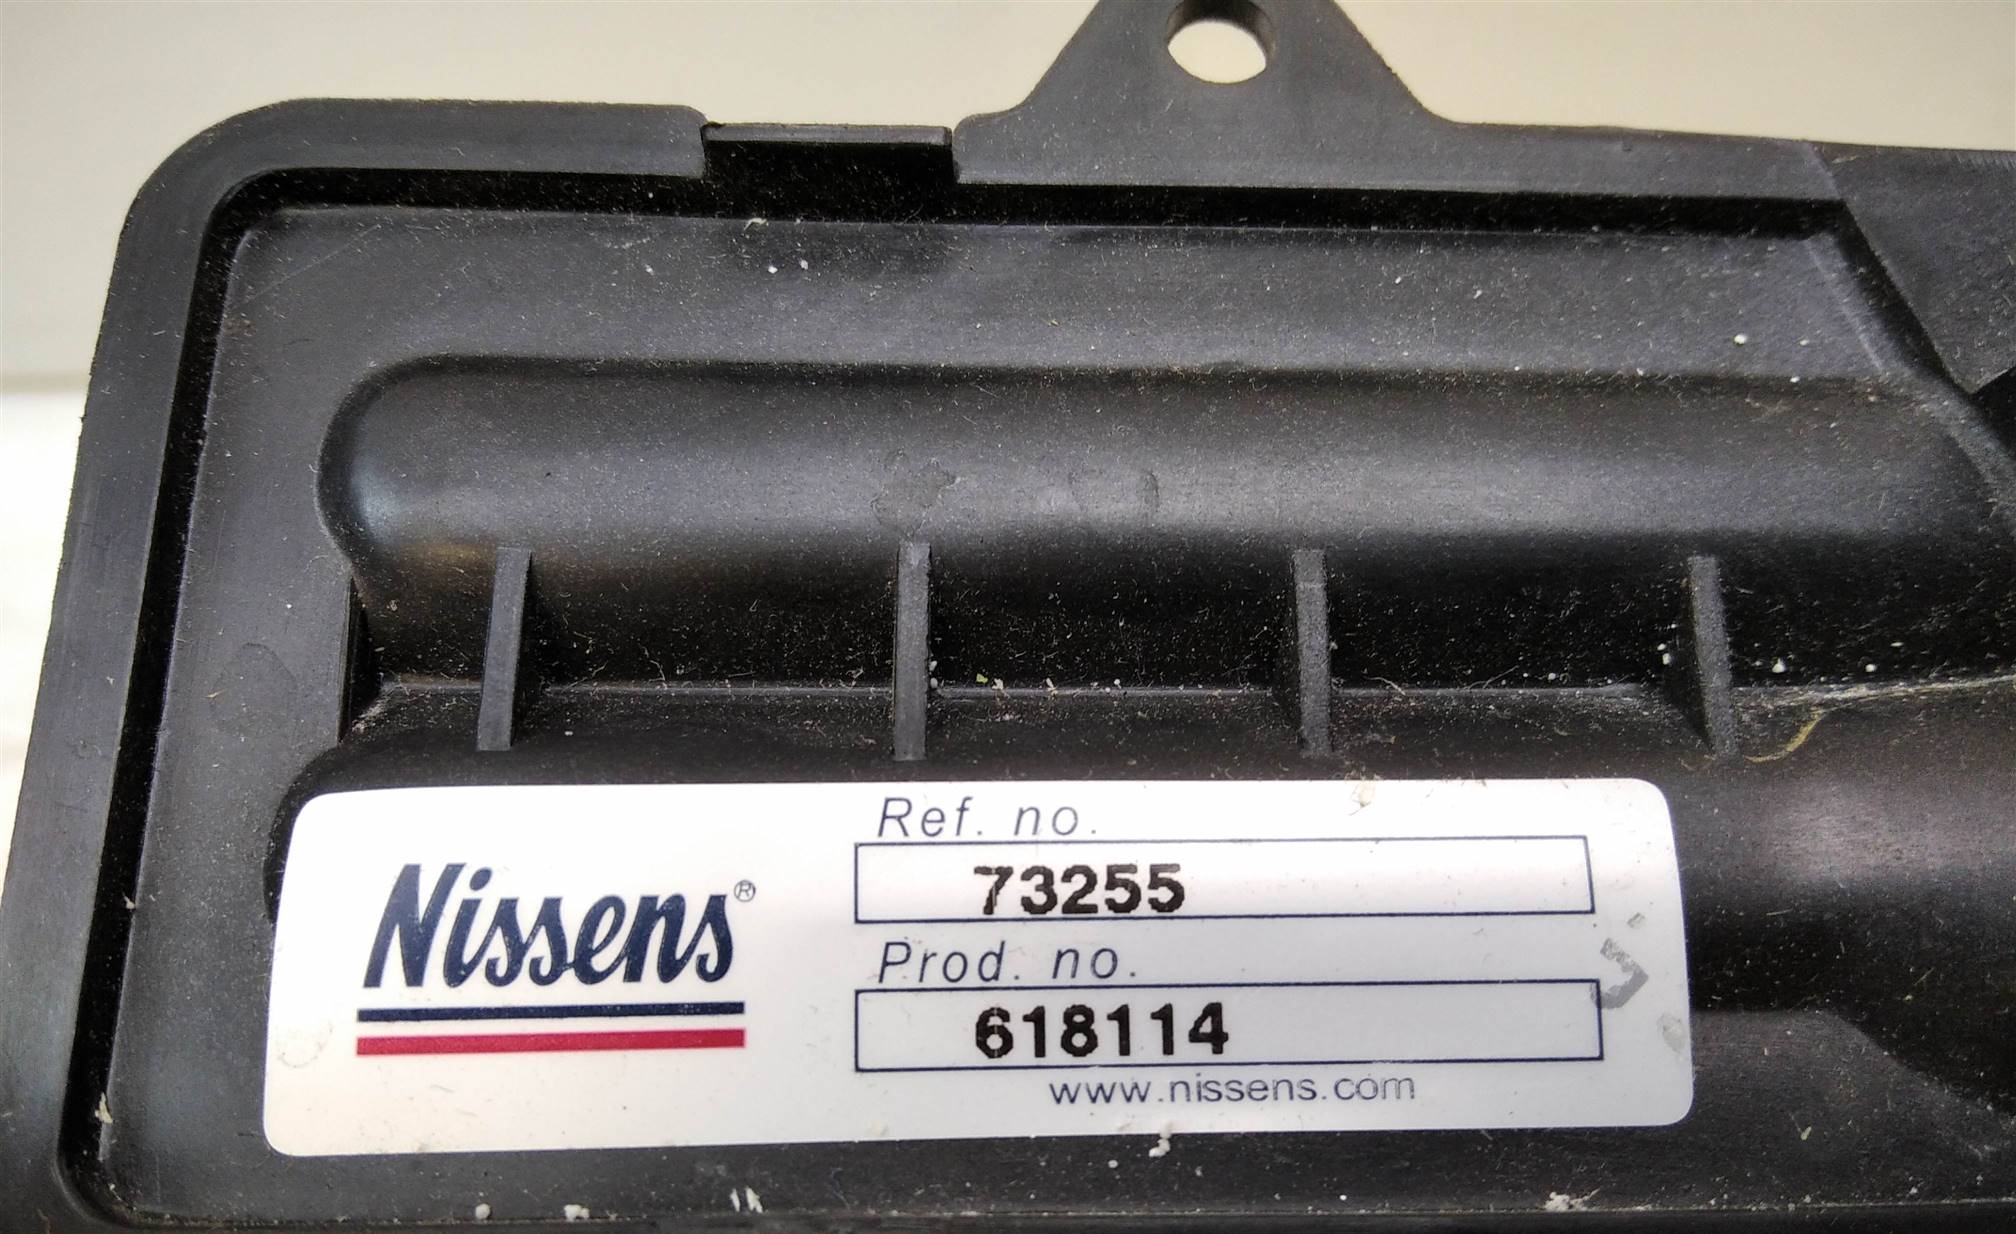 Nissens®
Ref. no.
73255
Prod. no.
618114
www.nissens.com